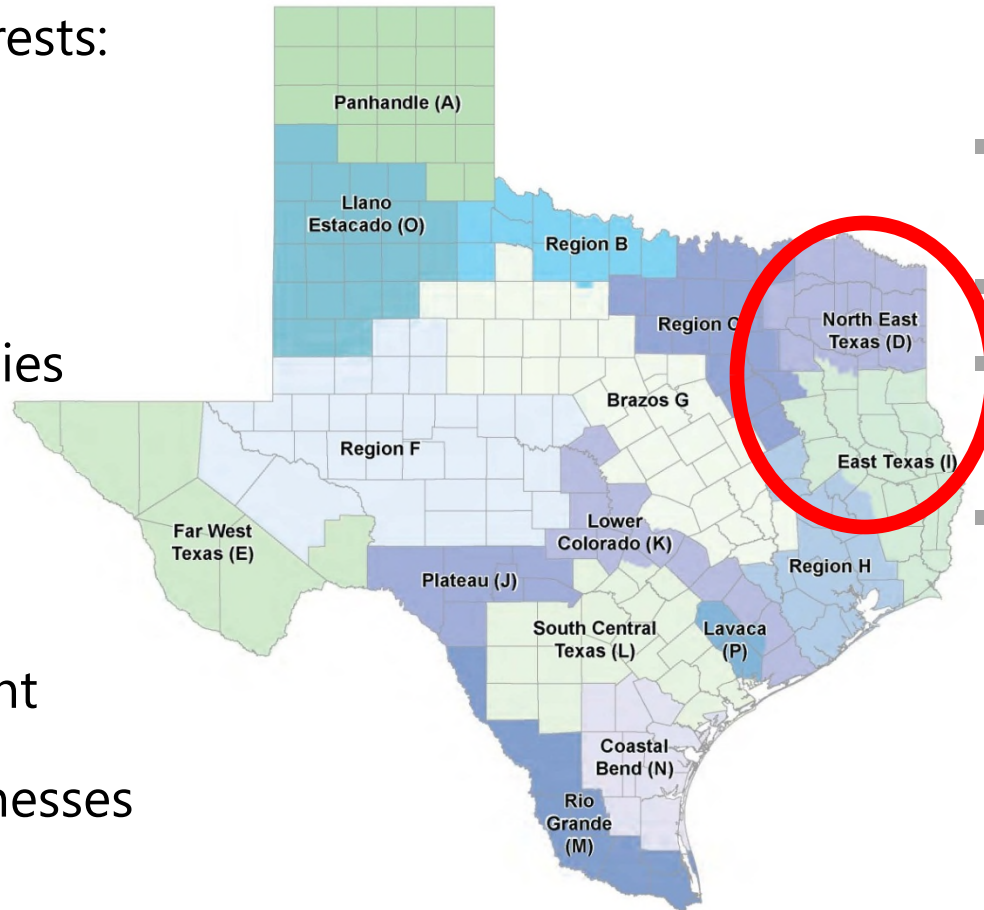 rests:
Panhandle (A)
Llano
Estacado (O)
Region B
Region C
North East
Texas (D)
ies
Brazos G
Region F
East Texas (I)
Far West
Texas (E)
Lower
Colorado (K)
Region H
Plateau (J)
South Central
Texas (L)
Lavaca
(P)
nt
Coastal
Bend (N)
nesses
Rio
Grande
(M)